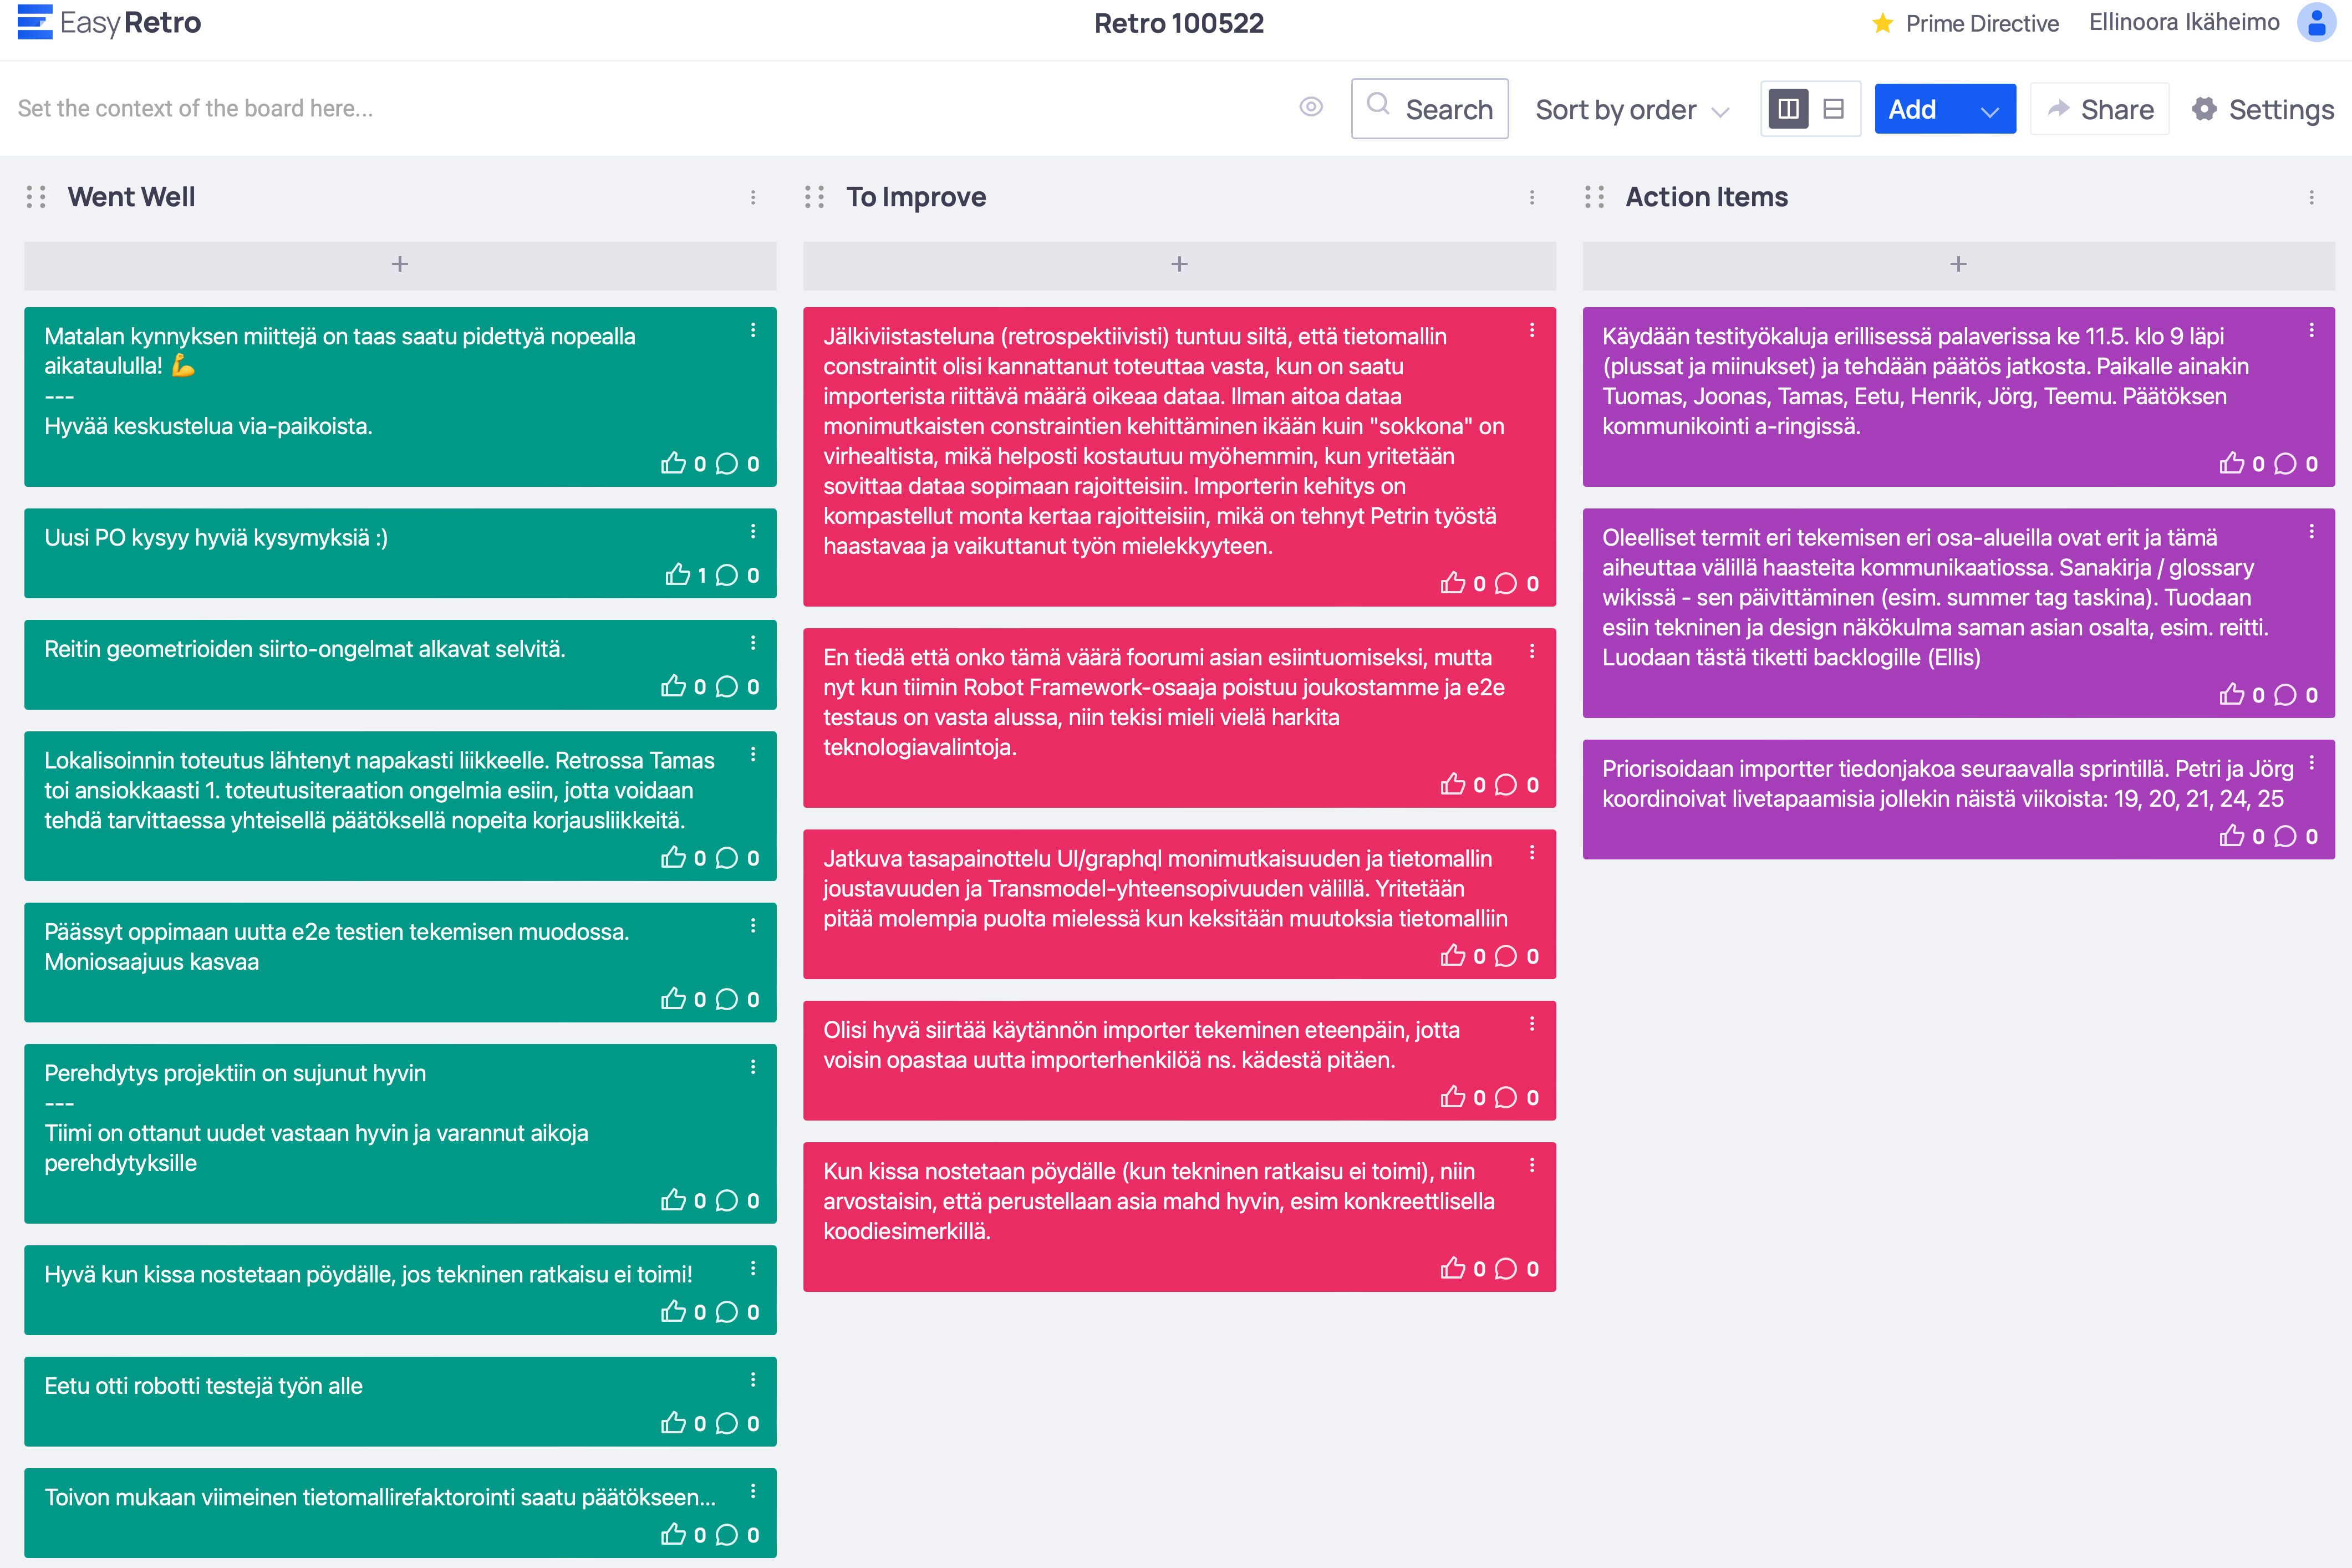 EasyRetro
Retro 100522
Prime Directive
Ellinoora Ikäheimo
Set the context of the board here...
Search
Sort by order
Add
Share
Settings
Went Well
+
Matalan kynnyksen miittejä on taas saatu pidettyä nopealla
aikataululla! 💪
---
Hyvää keskustelua via-paikoista.
0 0
Uusi PO kysyy hyviä kysymyksiä :)
1 0
Reitin geometrioiden siirto-ongelmat alkavat selvitä.
0 0
Lokalisoinnin toteutus lähtenyt napakasti liikkeelle. Retrossa Tamas
toi ansiokkaasti 1. toteutusiteraation ongelmia esiin, jotta voidaan
tehdä tarvittaessa yhteisellä päätöksellä nopeita korjausliikkeitä.
0 0
Päässyt oppimaan uutta e2e testien tekemisen muodossa.
Moniosaajuus kasvaa
0 0
Perehdytys projektiin on sujunut hyvin
---
Tiimi on ottanut uudet vastaan hyvin ja varannut aikoja
perehdytyksille
0 0
Hyvä kun kissa nostetaan pöydälle, jos tekninen ratkaisu ei toimi!
0 0
Eetu otti robotti testejä työn alle
0 0
Toivon mukaan viimeinen tietomallirefaktorointi saatu päätökseen...
0 0
To Improve
+
Jälkiviistasteluna (retrospektiivisti) tuntuu siltä, että tietomallin
constraintit olisi kannattanut toteuttaa vasta, kun on saatu
importerista riittävä määrä oikeaa dataa. Ilman aitoa dataa
monimutkaisten constraintien kehittäminen ikään kuin "sokkona" on
virhealtista, mikä helposti kostautuu myöhemmin, kun yritetään
sovittaa dataa sopimaan rajoitteisiin. Importerin kehitys on
kompastellut monta kertaa rajoitteisiin, mikä on tehnyt Petrin työstä
haastavaa ja vaikuttanut työn mielekkyyteen.
0 0
En tiedä että onko tämä väärä foorumi asian esiintuomiseksi, mutta
nyt kun tiimin Robot Framework-osaaja poistuu joukostamme ja e2e
testaus on vasta alussa, niin tekisi mieli vielä harkita
teknologiavalintoja.
0 0
Jatkuva tasapainottelu UI/graphql monimutkaisuuden ja tietomallin
joustavuuden ja Transmodel-yhteensopivuuden välillä. Yritetään
pitää molempia puolta mielessä kun keksitään muutoksia tietomalliin
0 0
Olisi hyvä siirtää käytännön importer tekeminen eteenpäin, jotta
voisin opastaa uutta importerhenkilöä ns. kädestä pitäen.
0 0
Kun kissa nostetaan pöydälle (kun tekninen ratkaisu ei toimi), niin
arvostaisin, että perustellaan asia mahd hyvin, esim konkreettlisella
koodiesimerkillä.
0 0
Action Items
+
Käydään testityökaluja erillisessä palaverissa ke 11.5. klo 9 läpi
(plussat ja miinukset) ja tehdään päätös jatkosta. Paikalle ainakin
Tuomas, Joonas, Tamas, Eetu, Henrik, Jörg, Teemu. Päätöksen
kommunikointi a-ringissä.
0 0
Oleelliset termit eri tekemisen eri osa-alueilla ovat erit ja tämä
aiheuttaa välillä haasteita kommunikaatiossa. Sanakirja / glossary
wikissä - sen päivittäminen (esim. summer tag taskina). Tuodaan
esiin tekninen ja design näkökulma saman asian osalta, esim. reitti.
Luodaan tästä tiketti backlogille (Ellis)
0 0
Priorisoidaan importter tiedonjakoa seuraavalla sprintillä. Petri ja Jörg
koordinoivat livetapaamisia jollekin näistä viikoista: 19, 20, 21, 24, 25
0 0